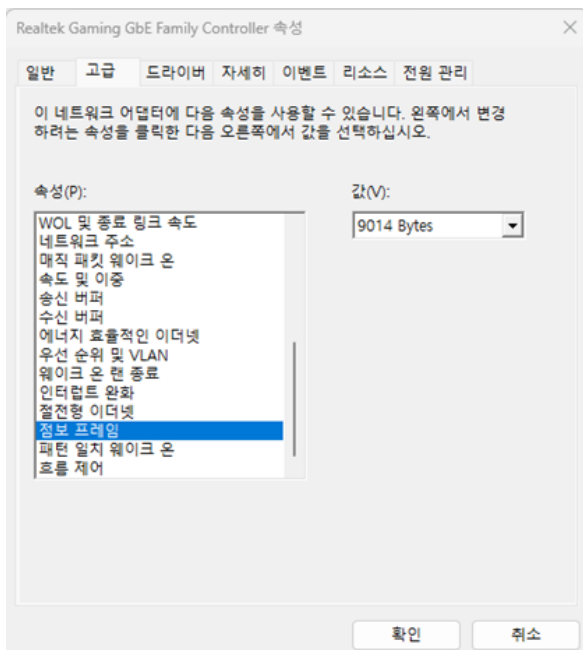 Realtek Gaming GbE Family Controller 속성
일반 고급 드라이버 자세히 이벤트 리소스 전원 관리
이 네트워크 어댑터에 다음 속성을 사용할 수 있습니다. 왼쪽에서 변경
하려는 속성을 클릭한 다음 오른쪽에서 값을 선택하십시오.
속성(P): 값(V):
WOL 및 종료 링크 속도 9014 Bytes
네트워크 주소
매직 패킷 웨이크 온
속도 및 이중
송신 버퍼
수신 버퍼
에너지 효율적인 이더넷
우선 순위 및 VLAN
웨이크 온 랜 종료
인터럽트 완화
절전형 이더넷
점보 프레임
패턴 일치 웨이크 온
흐름 제어
확인 취소